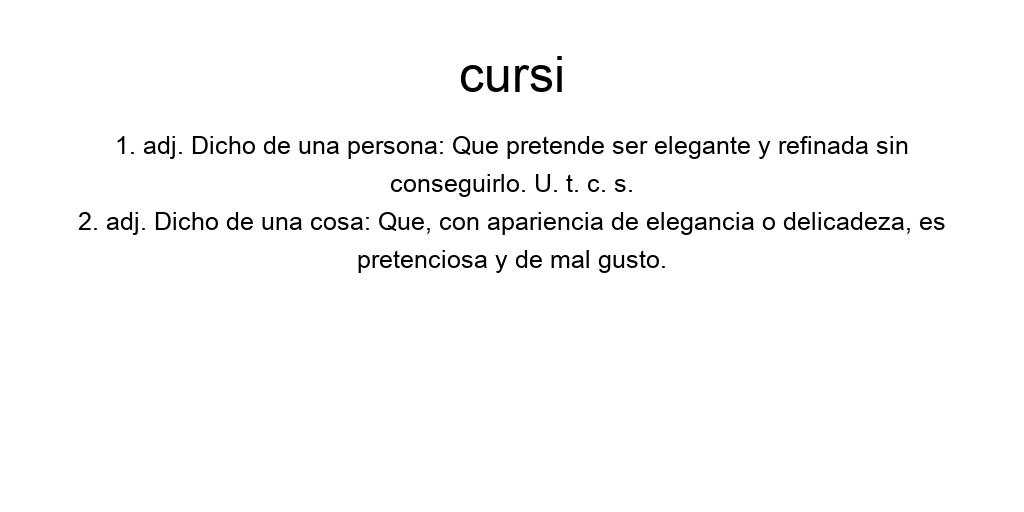 cursi
1. adj. Dicho de una persona: Que pretende ser elegante y refinada sin
conseguirlo. U. t. c. s.
2. adj. Dicho de una cosa: Que, con apariencia de elegancia o delicadeza, es
pretenciosa y de mal gusto.